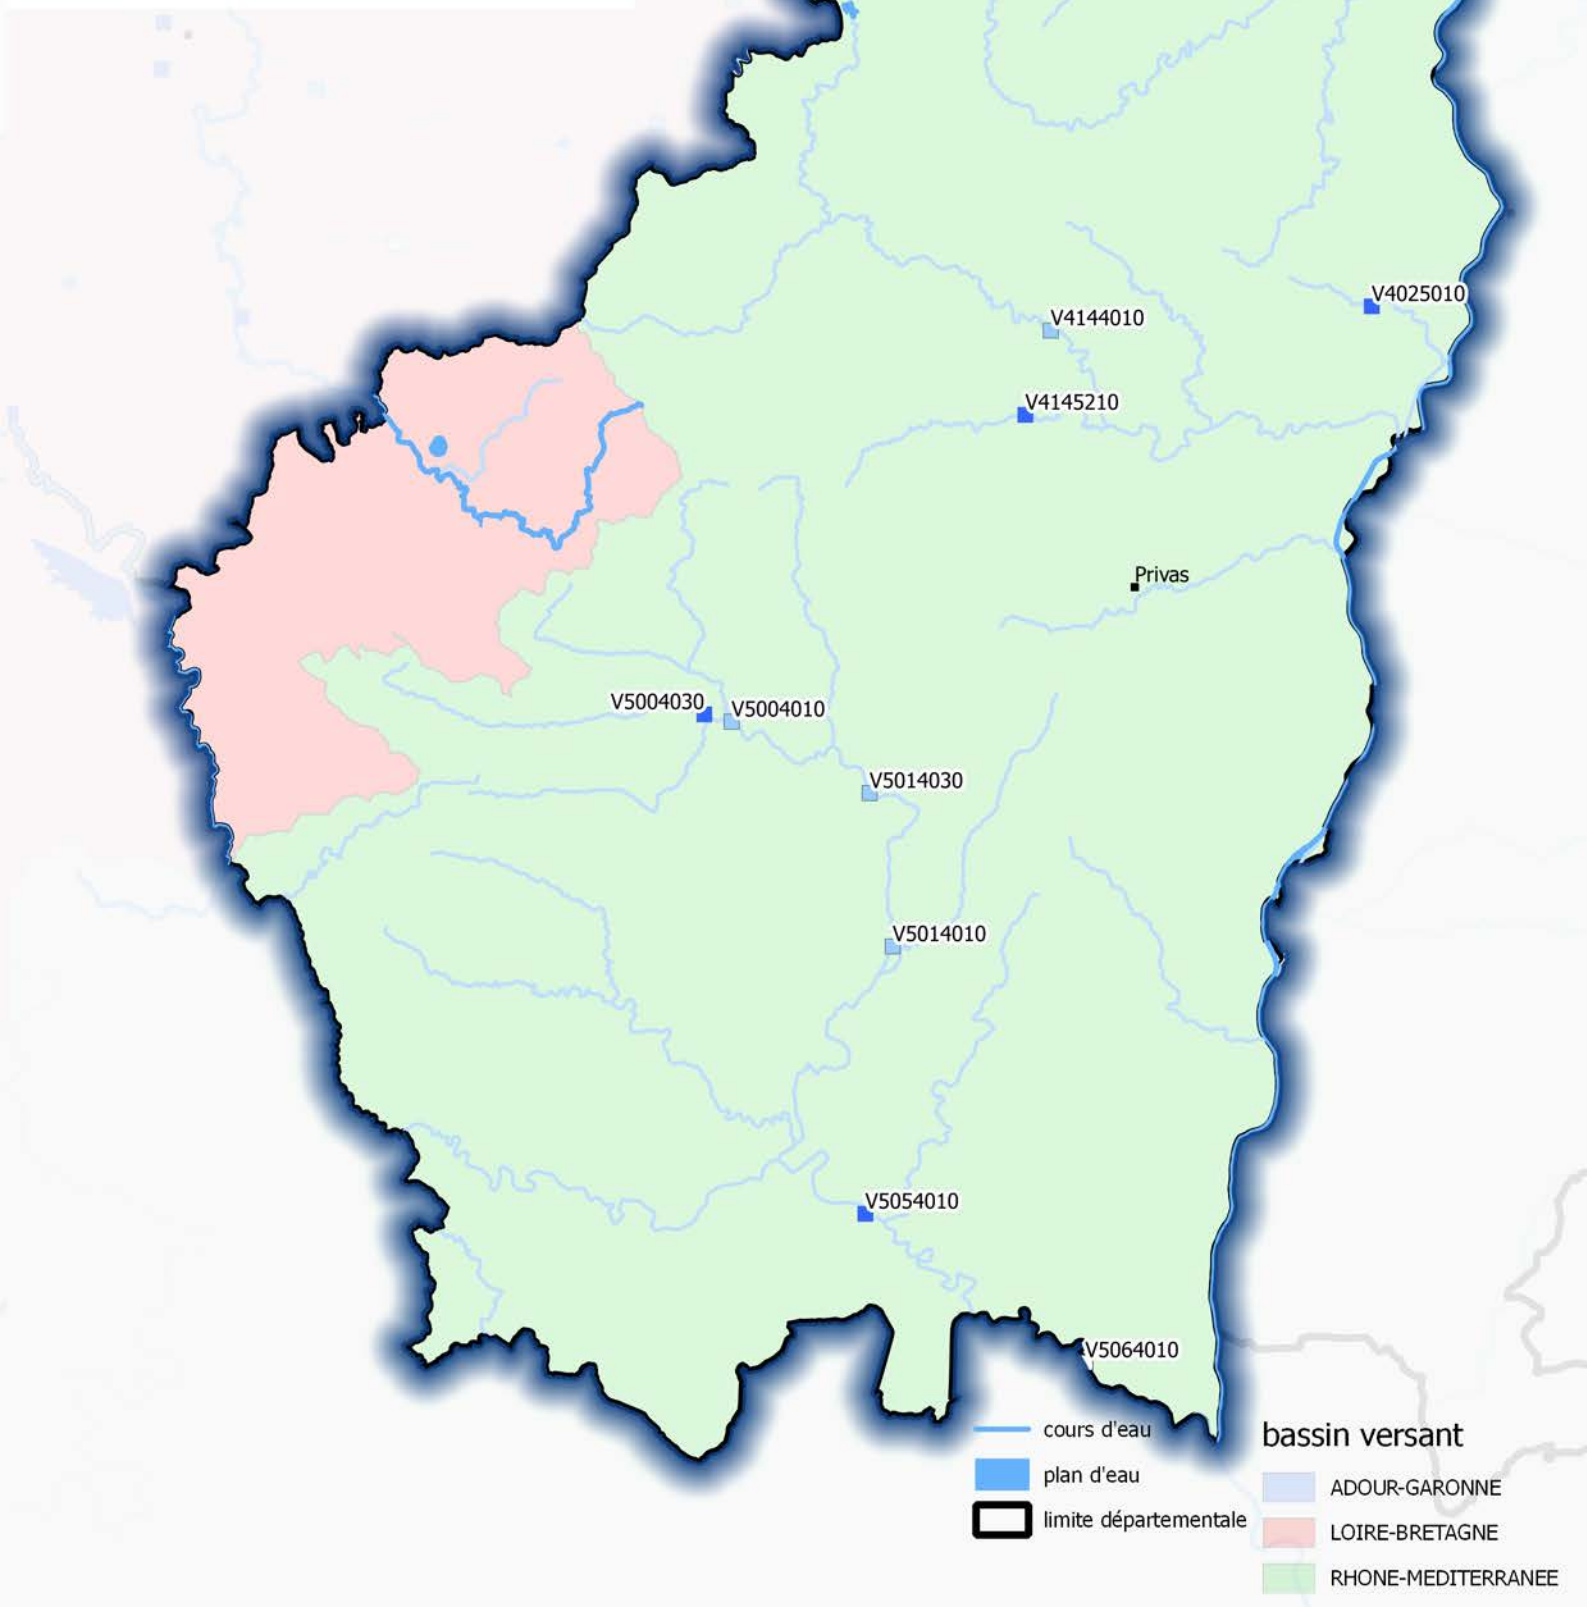 V4025010
V4144010
V4145210
Privas
V5004030
V5004010
V5014030
V5014010
V5054010
V5064010
cours d'eau
plan d'eau
limite départementale
bassin versant
ADOUR-GARONNE
LOIRE-BRETAGNE
RHONE-MEDITERRANEE